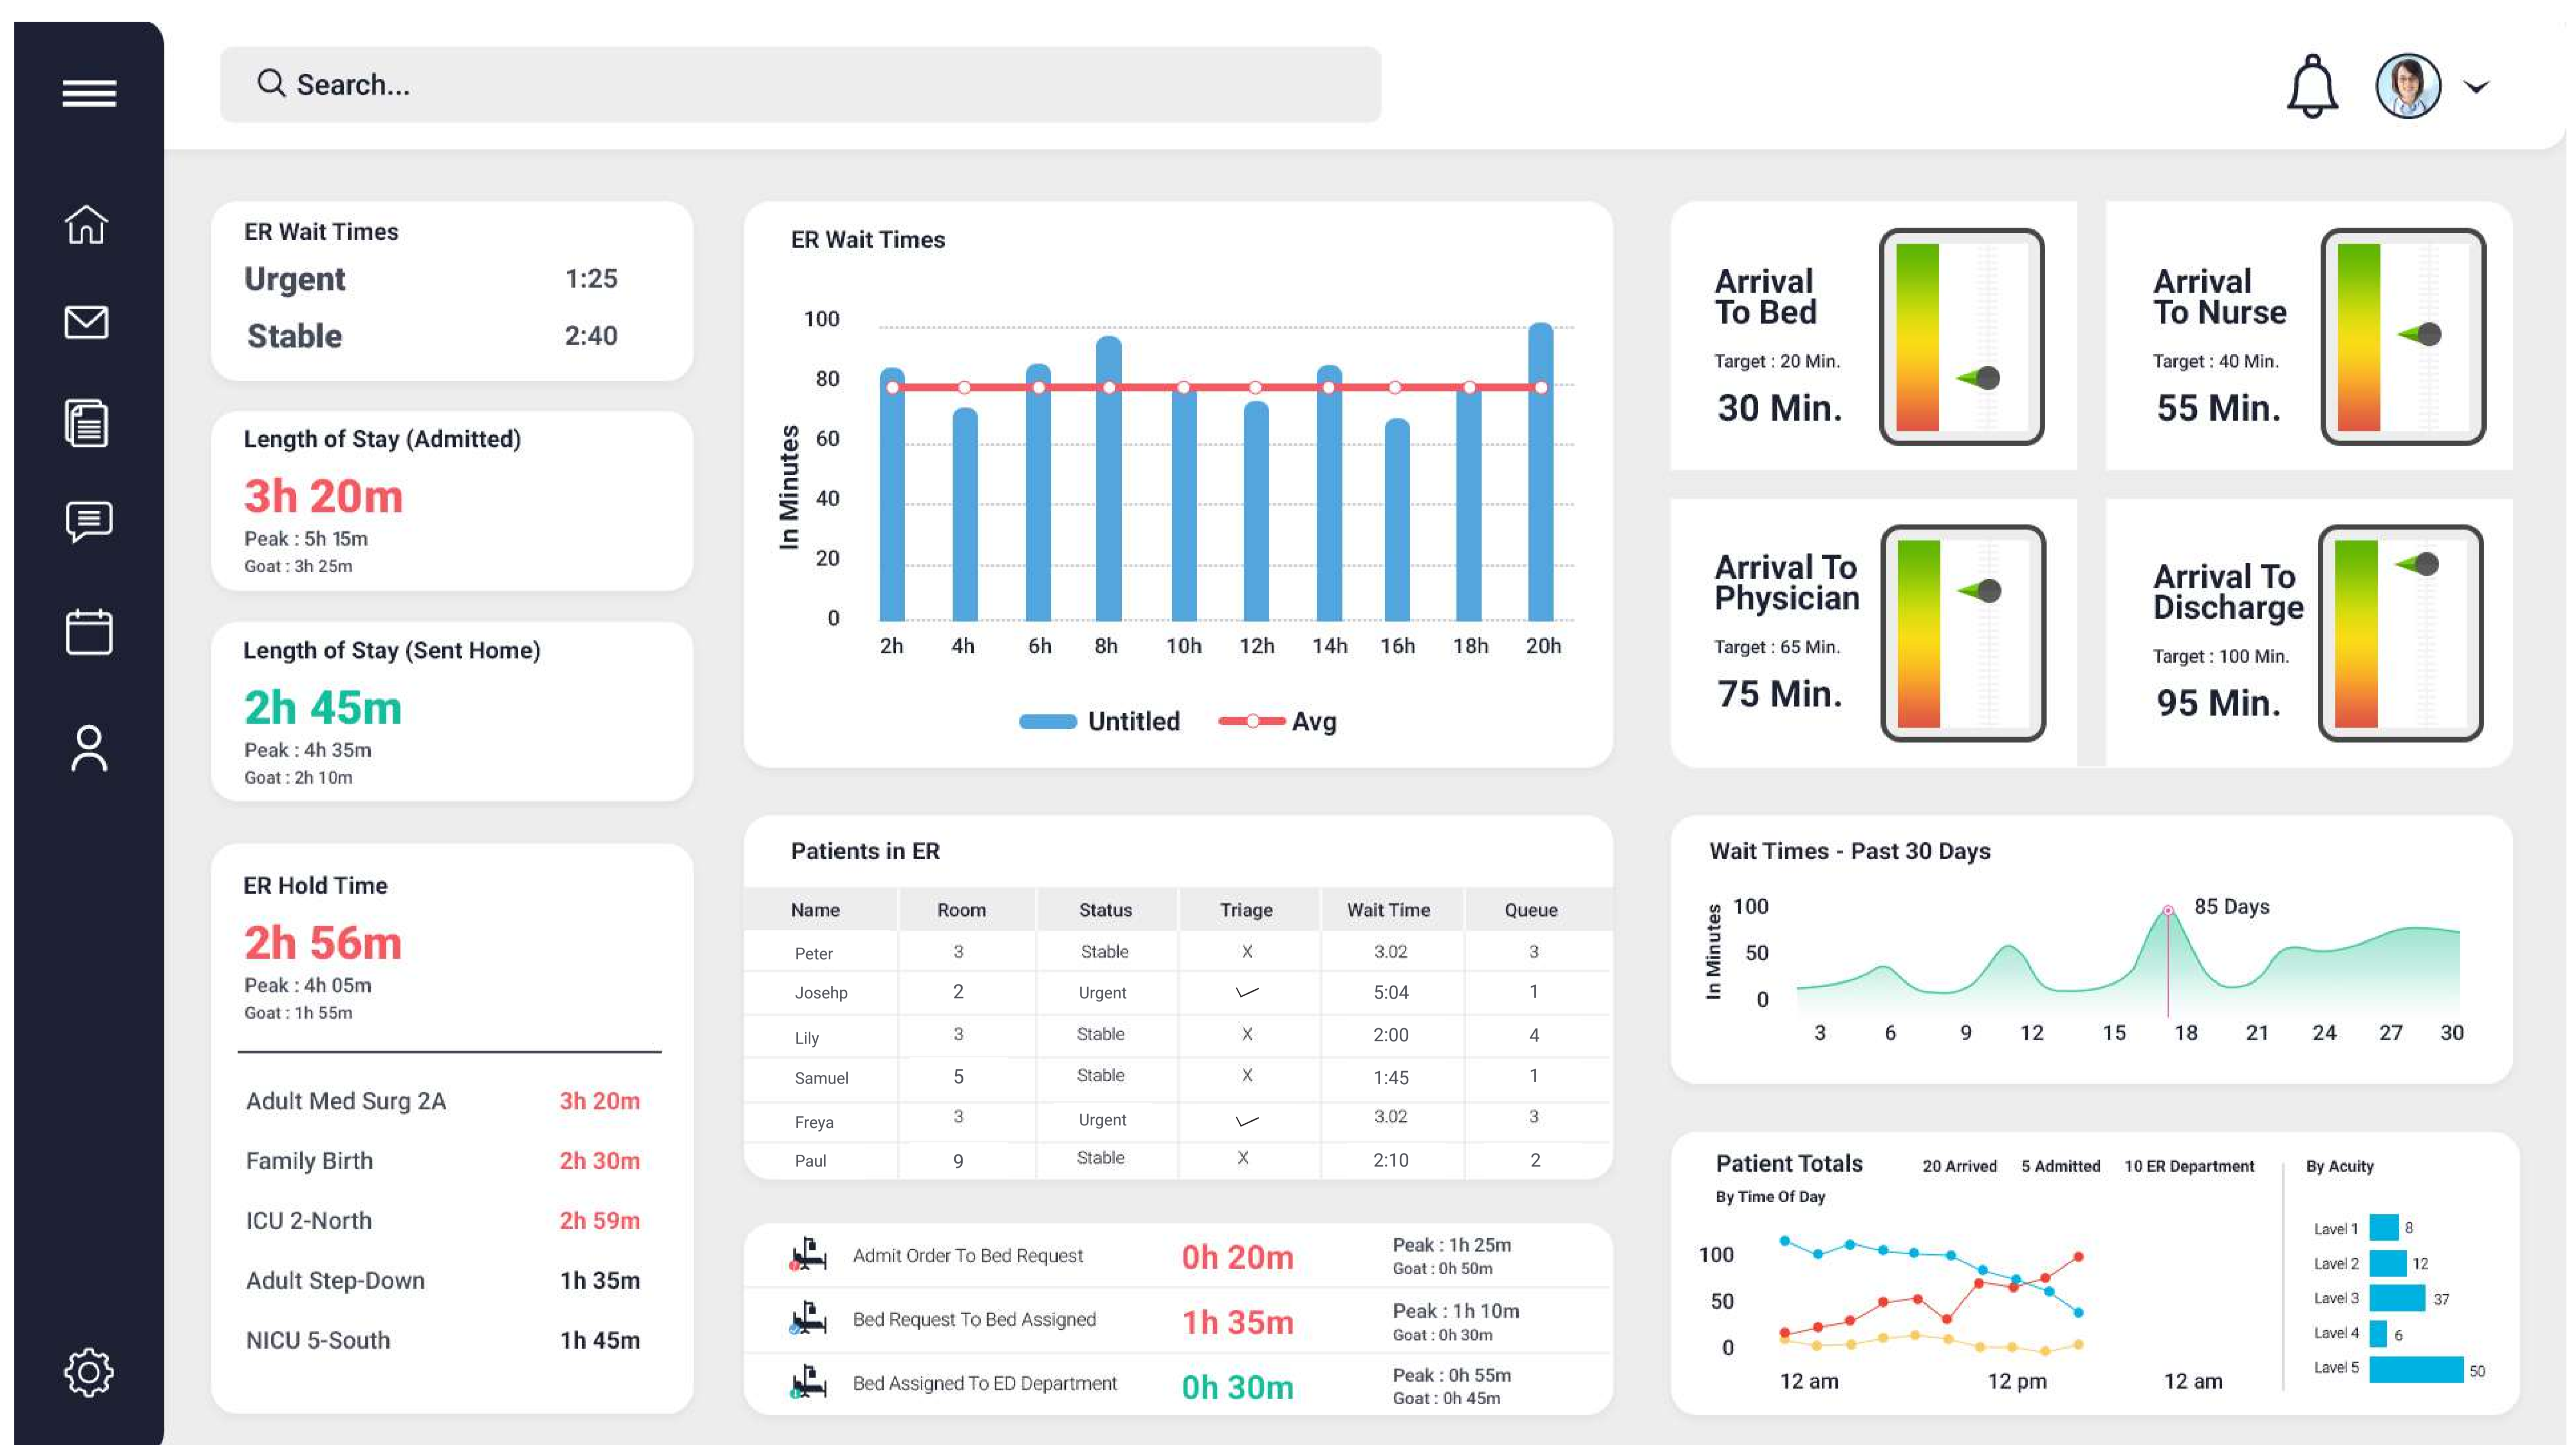 Search...
ER Wait Times
Urgent 1:25
Stable 2:40
Length of Stay (Admitted)
3h 20m
Peak : 5h 15m
Goat : 3h 25m
Length of Stay (Sent Home)
2h 45m
Peak : 4h 35m
Goat : 2h 10m
ER Hold Time
2h 56m
Peak : 4h 05m
Goat : 1h 55m
Adult Med Surg 2A 3h 20m
Family Birth 2h 30m
ICU 2-North 2h 59m
Adult Step-Down 1h 35m
NICU 5-South 1h 45m
ER Wait Times
In Minutes
100
80
60
40
20
0
2h 4h 6h 8h 10h 12h 14h 16h 18h 20h
Untitled Avg
Patients in ER
Name Room Status Triage Wait Time Queue
Peter 3 Stable X 3.02 3
Josehp 2 Urgent ✓ 5:04 1
Lily 3 Stable X 2:00 4
Samuel 5 Stable X 1:45 1
Freya 3 Urgent ✓ 3.02 3
Paul 9 Stable X 2:10 2
Admit Order To Bed Request 0h 20m
Peak : 1h 25m
Goat : 0h 50m
Bed Request To Bed Assigned 1h 35m
Peak : 1h 10m
Goat : 0h 30m
Bed Assigned To ED Department 0h 30m
Peak : 0h 55m
Goat : 0h 45m
Arrival
To Bed
Target : 20 Min.
30 Min.
Arrival
To Nurse
Target : 40 Min.
55 Min.
Arrival To
Physician
Target : 65 Min.
75 Min.
Arrival To
Discharge
Target : 100 Min.
95 Min.
Wait Times - Past 30 Days
In Minutes
100
50
0
85 Days
3 6 9 12 15 18 21 24 27 30
Patient Totals 20 Arrived 5 Admitted 10 ER Department
By Time Of Day
100
50
0
12 am 12 pm 12 am
By Acuity
Lavel 1 8
Lavel 2 12
Lavel 3 37
Lavel 4 6
Lavel 5 50